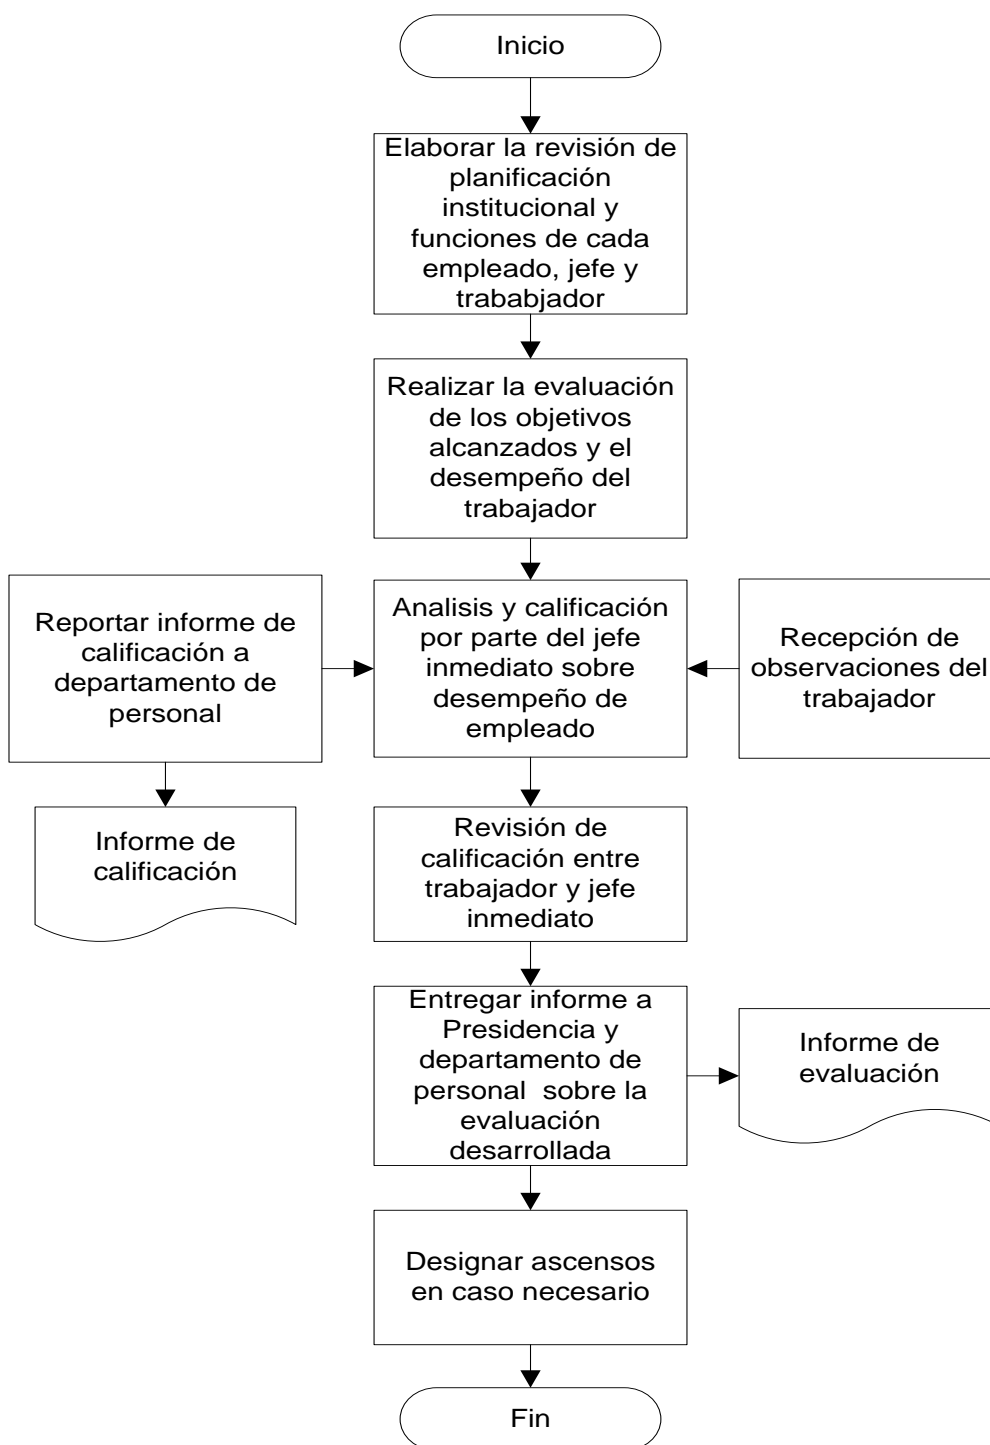 Inicio
Elaborar la revisión de
planificación
institucional y
funciones de cada
empleado, jefe y
trababjador
Realizar la evaluación
de los objetivos
alcanzados y el
desempeño del
trabajador
Reportar informe de
calificación a
departamento de
personal
Analisis y calificación
por parte del jefe
inmediato sobre
desempeño de
empleado
Recepción de
observaciones del
trabajador
Informe de
calificación
Revisión de
calificación entre
trabajador y jefe
inmediato
Entregar informe a
Presidencia y
departamento de
personal sobre la
evaluación
desarrollada
Informe de
evaluación
Designar ascensos
en caso necesario
Fin